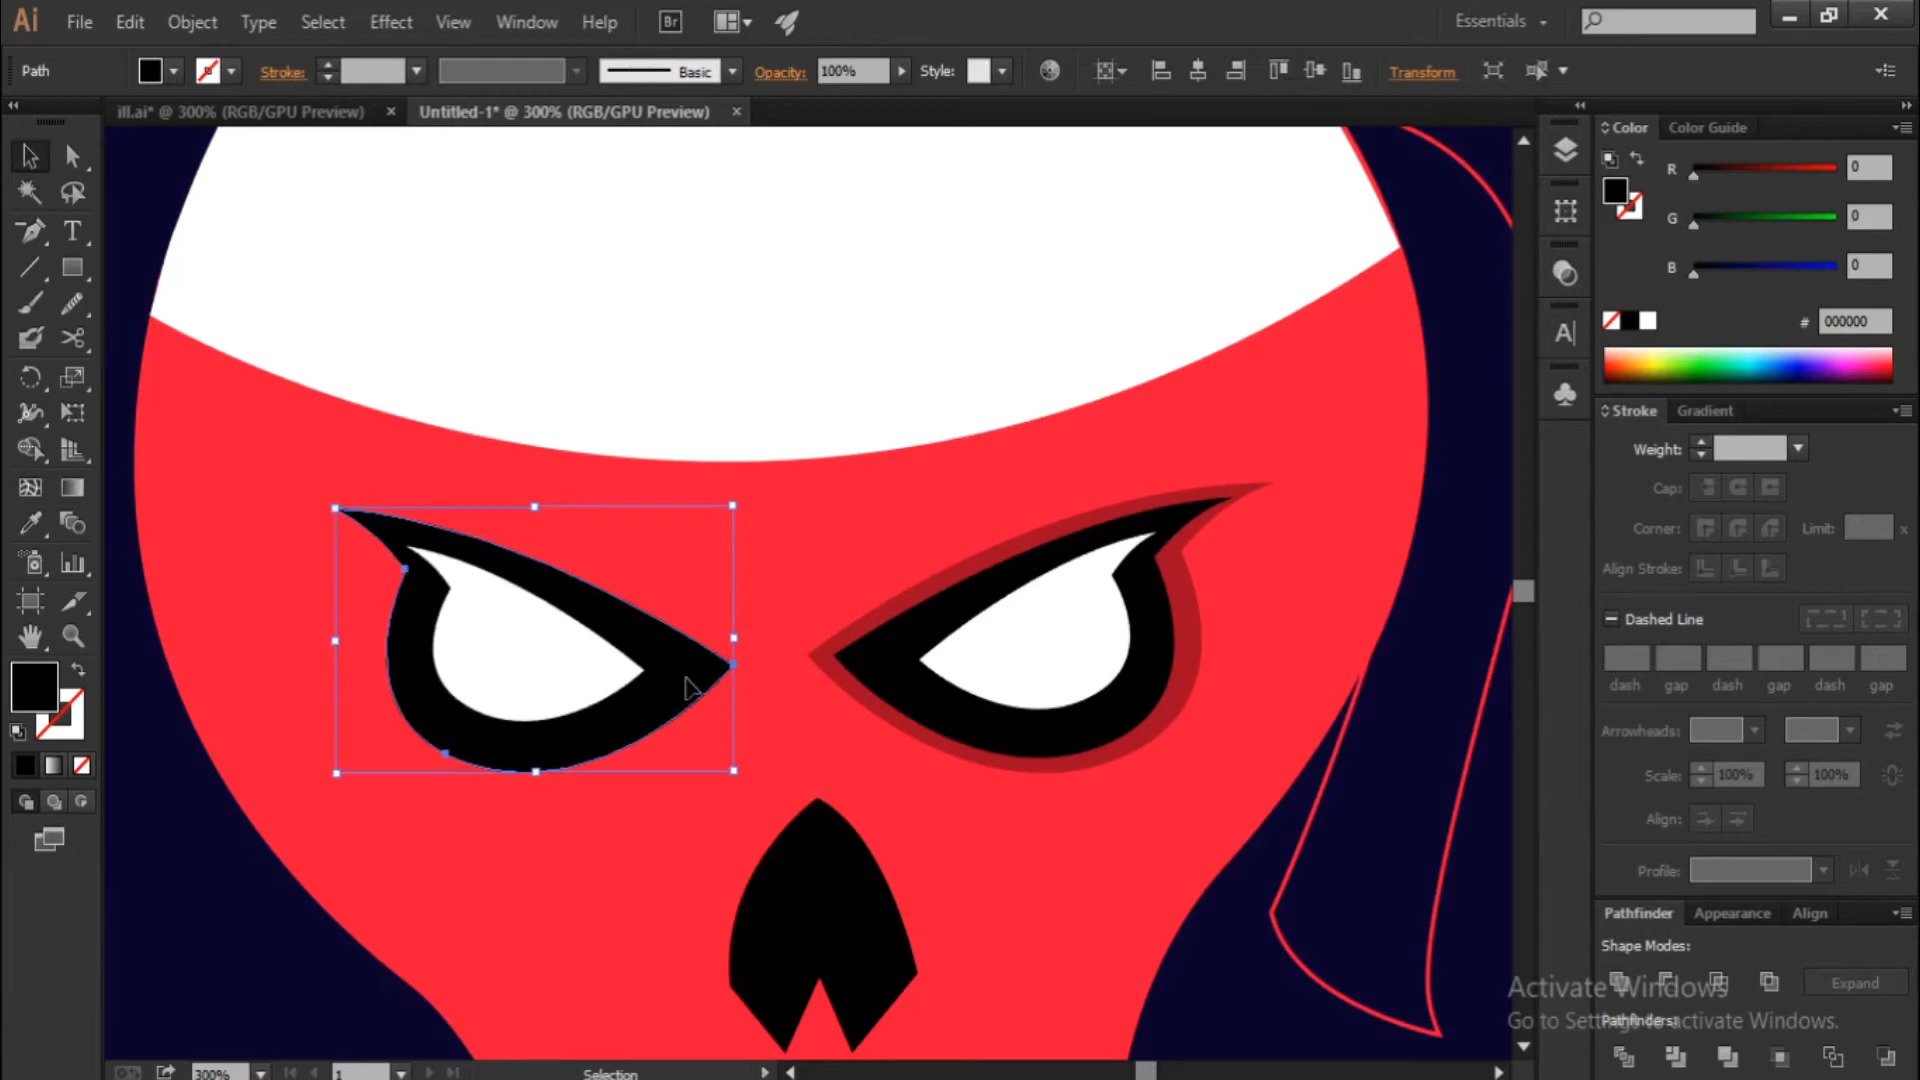 Ai File Edit Object Type Select Effect View Window Help Br Essentials
Path Stroke: Basic Opacity: 100% Style: Transform
ill.ai* @ 300% (RGB/GPU Preview) Untitled-1* @ 300% (RGB/GPU Preview)
Color Color Guide
R 0
G 0
B 0
# 000000
Stroke Gradient
Weight:
Cap:
Corner: Limit: x
Align Stroke:
Dashed Line
dash gap dash gap dash gap
Arrowheads:
Scale: 100% 100%
Align:
Profile:
Pathfinder Appearance Align
Shape Modes:
Expand
Activate Windows
Pathfinders:
Go to Settings to activate Windows.
300% 1 Selection